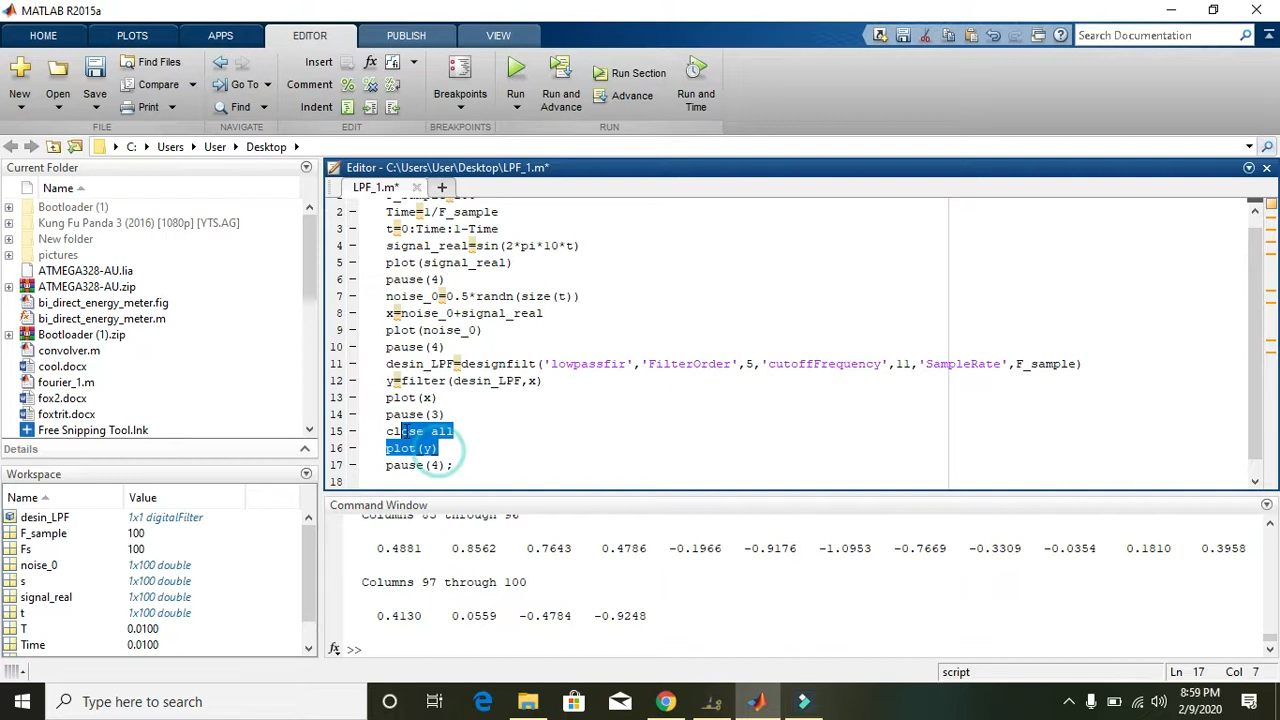 MATLAB R2015a
HOME PLOTS APPS EDITOR PUBLISH VIEW Search Documentation
New Open Save Find Files Compare Print Go To Find Insert Comment Indent fx Breakpoints Run Run and Advance Run Section Advance Run and Time
FILE NAVIGATE EDIT BREAKPOINTS RUN
C: Users User Desktop
Current Folder
Name
Bootloader (1)
Kung Fu Panda 3 (2016) [1080p] [YTS.AG]
New folder
pictures
ATMEGA328-AU.lia
ATMEGA328-AU.zip
bi_direct_energy_meter.fig
bi_direct_energy_meter.m
Bootloader (1).zip
convolver.m
cool.docx
fourier_1.m
fox2.docx
foxtrit.docx
Free Snipping Tool.lnk
Details
Workspace
Name Value
desin_LPF 1x1 digitalFilter
F_sample 100
Fs 100
noise_0 1x100 double
s 1x100 double
signal_real 1x100 double
t 1x100 double
T 0.0100
Time 0.0100
Editor - C:\Users\User\Desktop\LPF_1.m*
LPF_1.m*
2 Time=1/F_sample
3 t=0:Time:1-Time
4 signal_real=sin(2*pi*10*t)
5 plot(signal_real)
6 pause(4)
7 noise_0=0.5*randn(size(t))
8 x=noise_0+signal_real
9 plot(noise_0)
10 pause(4)
11 desin_LPF=designfilt('lowpassfir','FilterOrder',5,'cutoffFrequency',11,'SampleRate',F_sample)
12 y=filter(desin_LPF,x)
13 plot(x)
14 pause(3)
15 close all
16 plot(y)
17 pause(4);
18
Command Window
Columns 85 through 96
0.4881 0.8562 0.7643 0.4786 -0.1966 -0.9176 -1.0953 -0.7669 -0.3309 -0.0354 0.1810 0.3958
Columns 97 through 100
0.4130 0.0559 -0.4784 -0.9248
fx >>
script Ln 17 Col 7
Type here to search
8:59 PM
2/9/2020